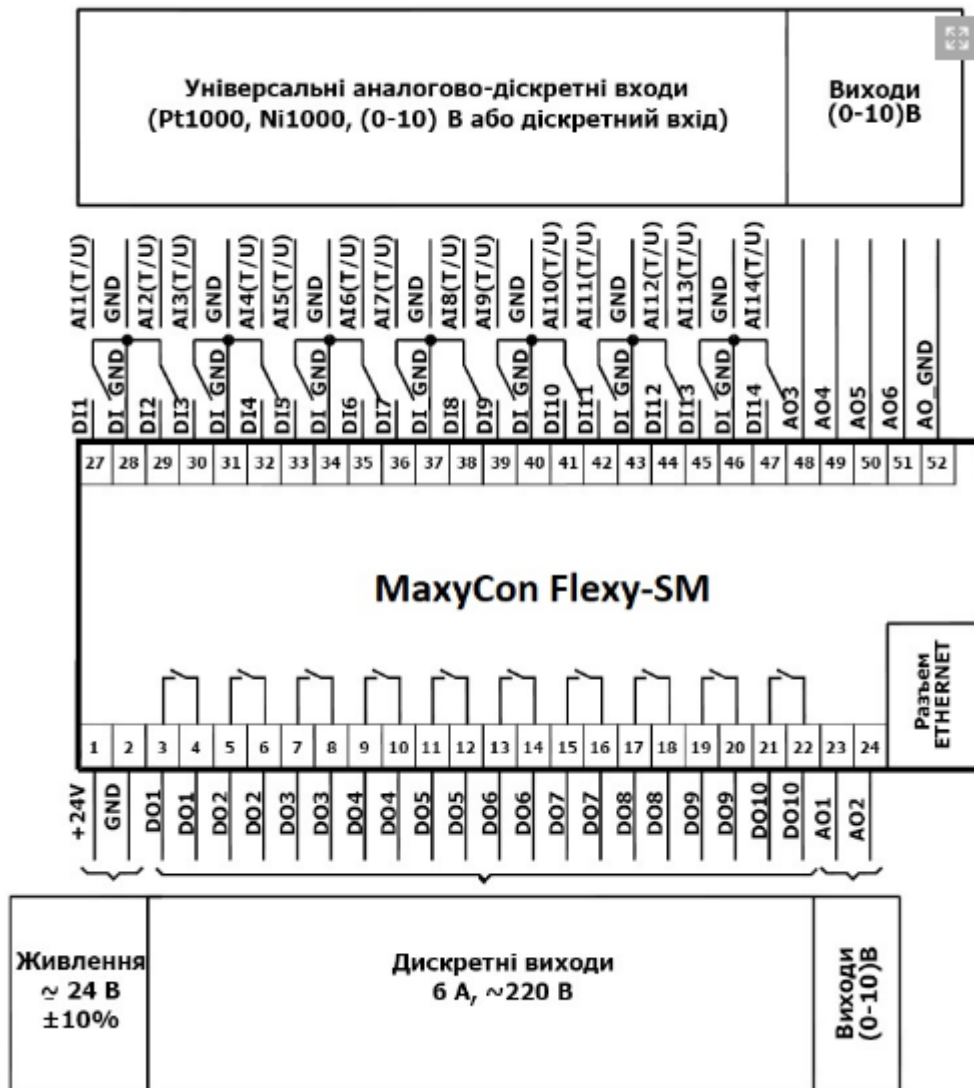 Універсальні аналогово-діскретні входи
(Pt1000, Ni1000, (0-10) В або діскретний вхід)
Виходи
(0-10)В
AI1(T/U)
GND
AI2(T/U)
AI3(T/U)
GND
AI4(T/U)
AI5(T/U)
GND
AI6(T/U)
AI7(T/U)
GND
AI8(T/U)
AI9(T/U)
GND
AI10(T/U)
AI11(T/U)
GND
AI12(T/U)
AI13(T/U)
GND
AI14(T/U)
DI1
DI_GND
DI2
DI3
DI_GND
DI4
DI5
DI_GND
DI6
DI7
DI_GND
DI8
DI9
DI_GND
DI10
DI11
DI_GND
DI12
DI13
DI_GND
DI14
AO3
AO4
AO5
AO6
AO_GND
27 28 29 30 31 32 33 34 35 36 37 38 39 40 41 42 43 44 45 46 47 48 49 50 51 52
MaxyCon Flexy-SM
Разъем
ETHERNET
1 2 3 4 5 6 7 8 9 10 11 12 13 14 15 16 17 18 19 20 21 22 23 24
+24V
GND
DO1
DO1
DO2
DO2
DO3
DO3
DO4
DO4
DO5
DO5
DO6
DO6
DO7
DO7
DO8
DO8
DO9
DO9
DO10
DO10
AO1
AO2
Живлення
≃ 24 В
±10%
Дискретні виходи
6 А, ~220 В
Виходи
(0-10)В